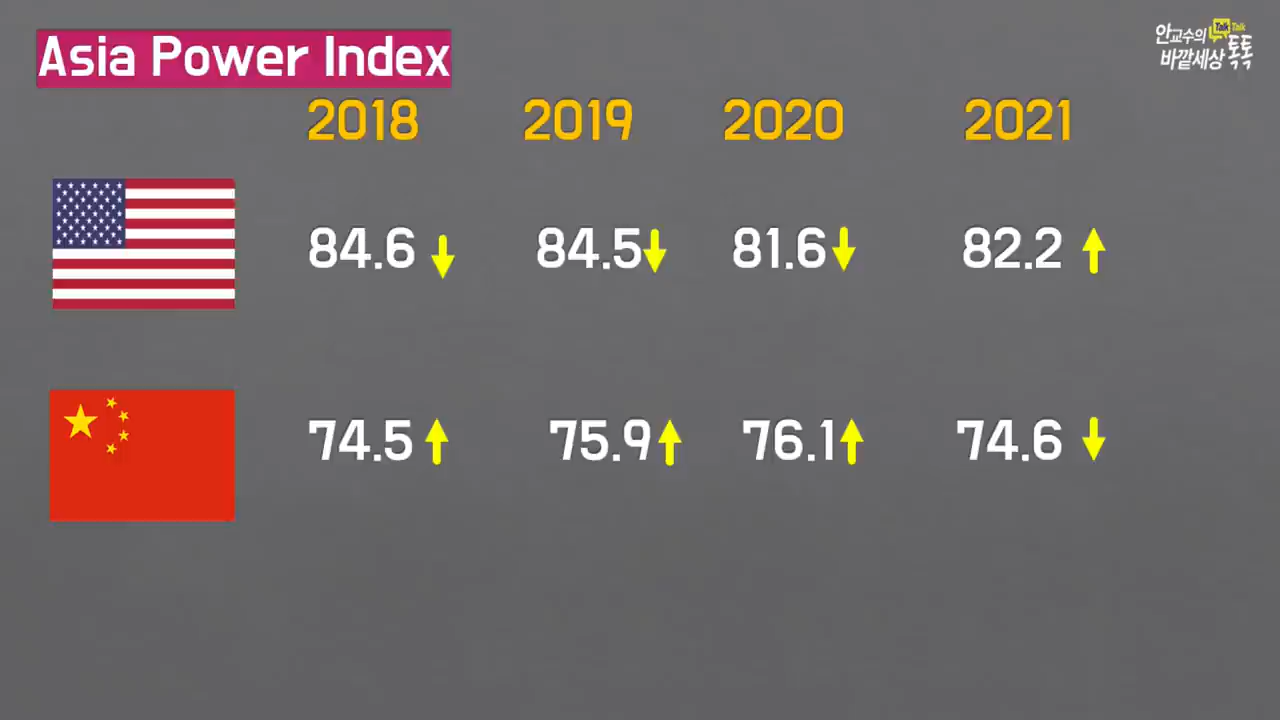 Asia Power Index
안교수의 Talk Talk
바깥세상 톡톡
2018 2019 2020 2021
84.6 ↓ 84.5 ↓ 81.6 ↓ 82.2 ↑
74.5 ↑ 75.9 ↑ 76.1 ↑ 74.6 ↓